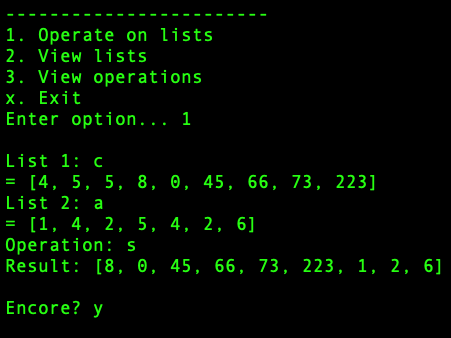 ------------------------
1. Operate on lists
2. View lists
3. View operations
x. Exit
Enter option... 1
List 1: c
= [4, 5, 5, 8, 0, 45, 66, 73, 223]
List 2: a
= [1, 4, 2, 5, 4, 2, 6]
Operation: s
Result: [8, 0, 45, 66, 73, 223, 1, 2, 6]
Encore? y